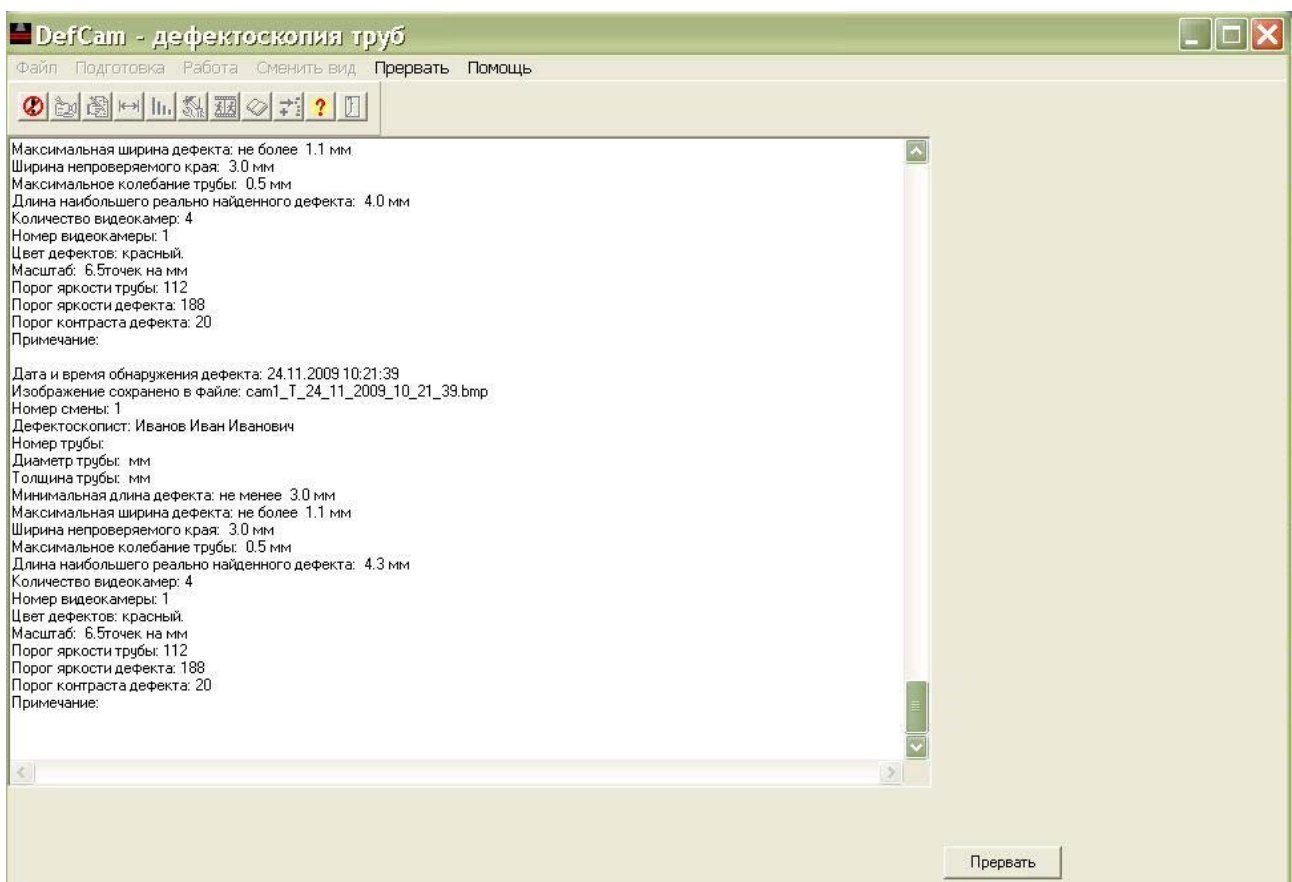 DefCam - дефектоскопия труб
Файл Подготовка Работа Сменить вид Прервать Помощь
?
Максимальная ширина дефекта: не более 1.1 мм
Ширина непроверяемого края: 3.0 мм
Максимальное колебание трубы: 0.5 мм
Длина наибольшего реально найденного дефекта: 4.0 мм
Количество видеокамер: 4
Номер видеокамеры: 1
Цвет дефектов: красный.
Масштаб: 6.5точек на мм
Порог яркости трубы: 112
Порог яркости дефекта: 188
Порог контраста дефекта: 20
Примечание:
Дата и время обнаружения дефекта: 24.11.2009 10:21:39
Изображение сохранено в файле: cam1_T_24_11_2009_10_21_39.bmp
Номер смены: 1
Дефектоскопист: Иванов Иван Иванович
Номер трубы:
Диаметр трубы: мм
Толщина трубы: мм
Минимальная длина дефекта: не менее 3.0 мм
Максимальная ширина дефекта: не более 1.1 мм
Ширина непроверяемого края: 3.0 мм
Максимальное колебание трубы: 0.5 мм
Длина наибольшего реально найденного дефекта: 4.3 мм
Количество видеокамер: 4
Номер видеокамеры: 1
Цвет дефектов: красный.
Масштаб: 6.5точек на мм
Порог яркости трубы: 112
Порог яркости дефекта: 188
Порог контраста дефекта: 20
Примечание:
Прервать